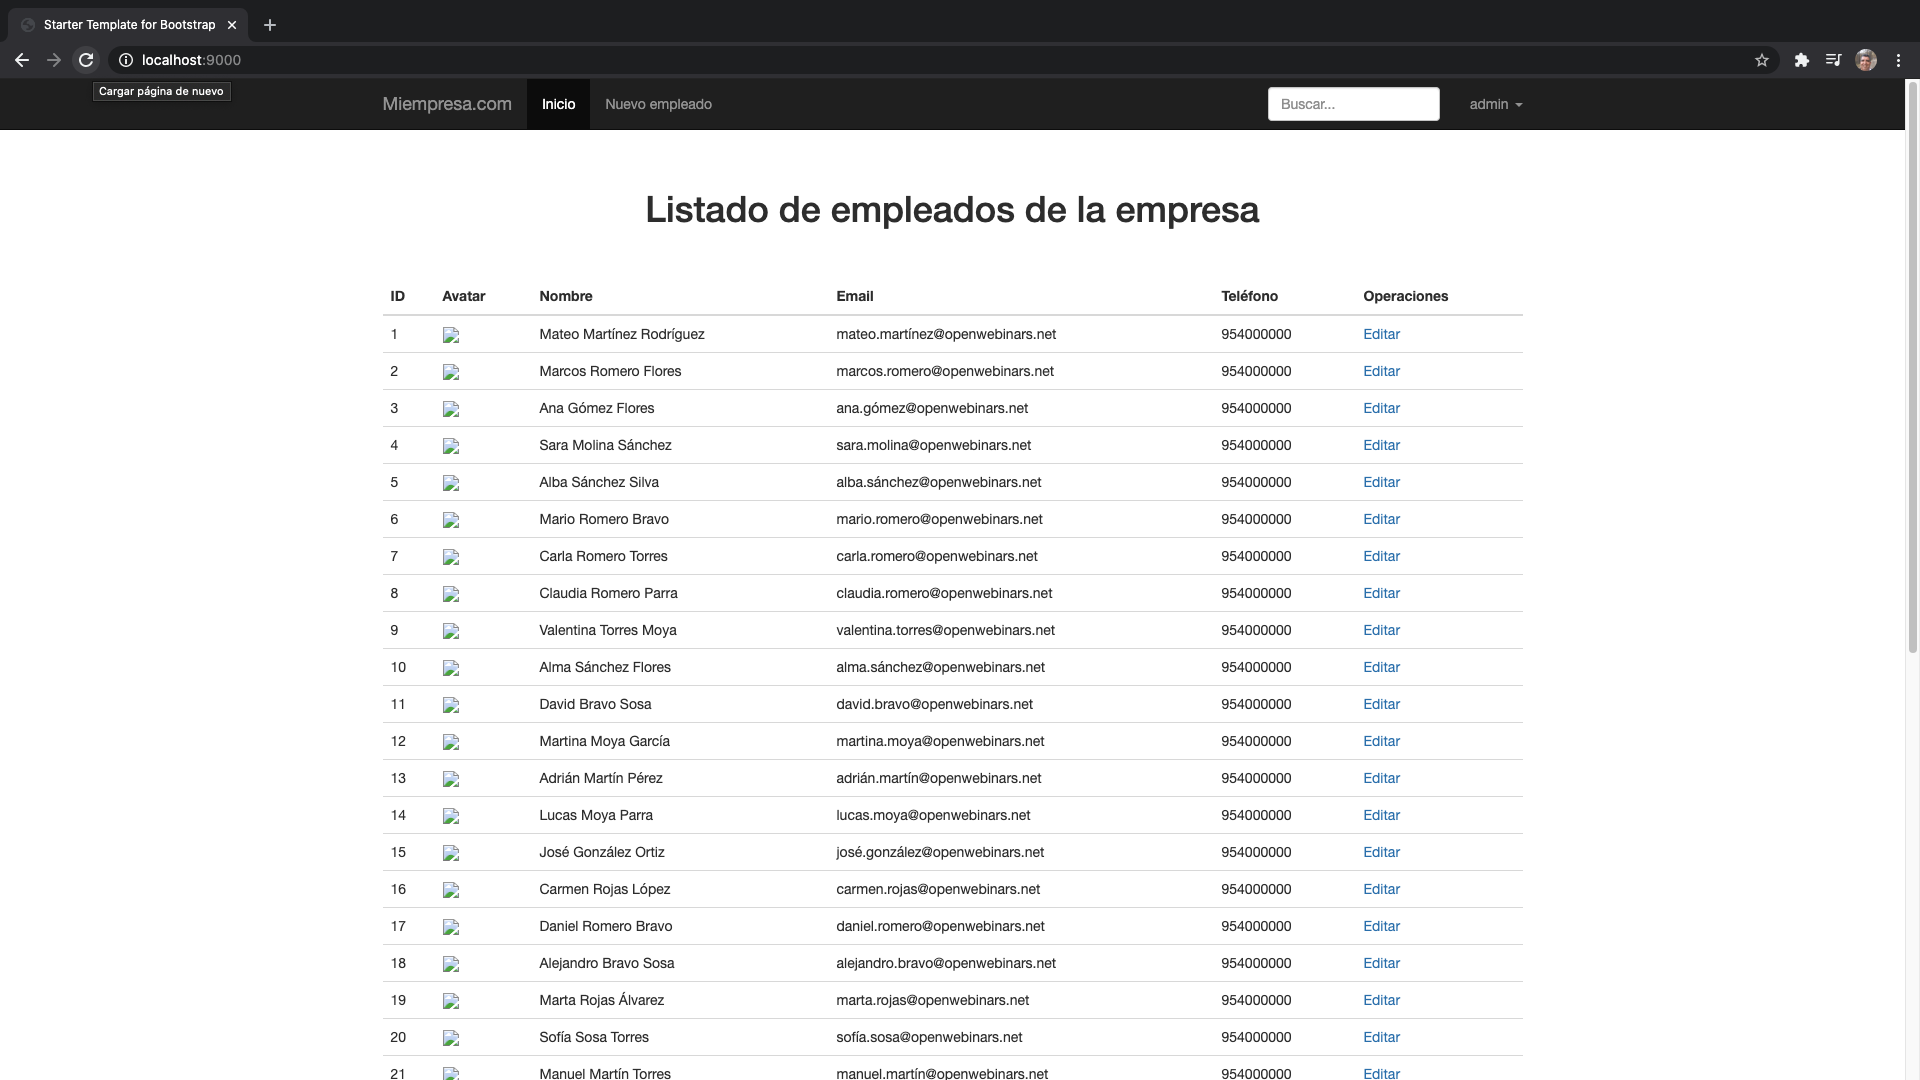 Starter Template for Bootstrap
localhost:9000
Cargar página de nuevo
Miempresa.com Inicio Nuevo empleado Buscar... admin
Listado de empleados de la empresa
ID Avatar Nombre Email Teléfono Operaciones
1 Mateo Martínez Rodríguez mateo.martínez@openwebinars.net 954000000 Editar
2 Marcos Romero Flores marcos.romero@openwebinars.net 954000000 Editar
3 Ana Gómez Flores ana.gómez@openwebinars.net 954000000 Editar
4 Sara Molina Sánchez sara.molina@openwebinars.net 954000000 Editar
5 Alba Sánchez Silva alba.sánchez@openwebinars.net 954000000 Editar
6 Mario Romero Bravo mario.romero@openwebinars.net 954000000 Editar
7 Carla Romero Torres carla.romero@openwebinars.net 954000000 Editar
8 Claudia Romero Parra claudia.romero@openwebinars.net 954000000 Editar
9 Valentina Torres Moya valentina.torres@openwebinars.net 954000000 Editar
10 Alma Sánchez Flores alma.sánchez@openwebinars.net 954000000 Editar
11 David Bravo Sosa david.bravo@openwebinars.net 954000000 Editar
12 Martina Moya García martina.moya@openwebinars.net 954000000 Editar
13 Adrián Martín Pérez adrián.martín@openwebinars.net 954000000 Editar
14 Lucas Moya Parra lucas.moya@openwebinars.net 954000000 Editar
15 José González Ortiz josé.gonzález@openwebinars.net 954000000 Editar
16 Carmen Rojas López carmen.rojas@openwebinars.net 954000000 Editar
17 Daniel Romero Bravo daniel.romero@openwebinars.net 954000000 Editar
18 Alejandro Bravo Sosa alejandro.bravo@openwebinars.net 954000000 Editar
19 Marta Rojas Álvarez marta.rojas@openwebinars.net 954000000 Editar
20 Sofía Sosa Torres sofía.sosa@openwebinars.net 954000000 Editar
21 Manuel Martín Torres manuel.martín@openwebinars.net 954000000 Editar